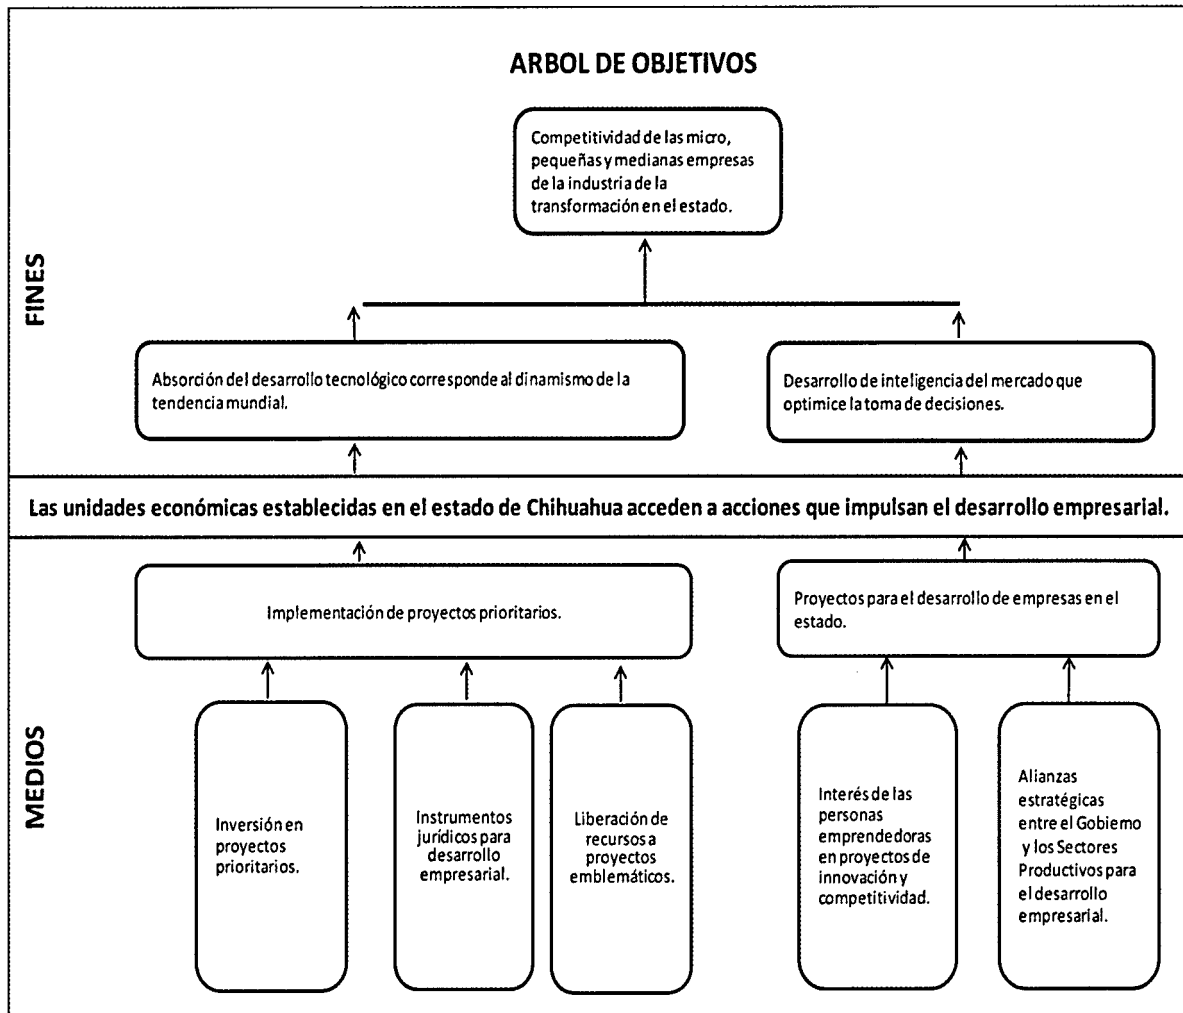 ARBOL DE OBJETIVOS
Competitividad de las micro,
pequeñas y medianas empresas
de la industria de la
transformación en el estado.
FINES
Absorción del desarrollo tecnológico corresponde al dinamismo de la
tendencia mundial.
Desarrollo de inteligencia del mercado que
optimice la toma de decisiones.
Las unidades económicas establecidas en el estado de Chihuahua acceden a acciones que impulsan el desarrollo empresarial.
Implementación de proyectos prioritarios.
Proyectos para el desarrollo de empresas en el
estado.
MEDIOS
Inversión en
proyectos
prioritarios.
Instrumentos
jurídicos para
desarrollo
empresarial.
Liberación de
recursos a
proyectos
emblemáticos.
Interés de las
personas
emprendedoras
en proyectos de
innovación y
competitividad.
Alianzas
estratégicas
entre el Gobierno
y los Sectores
Productivos para
el desarrollo
empresarial.